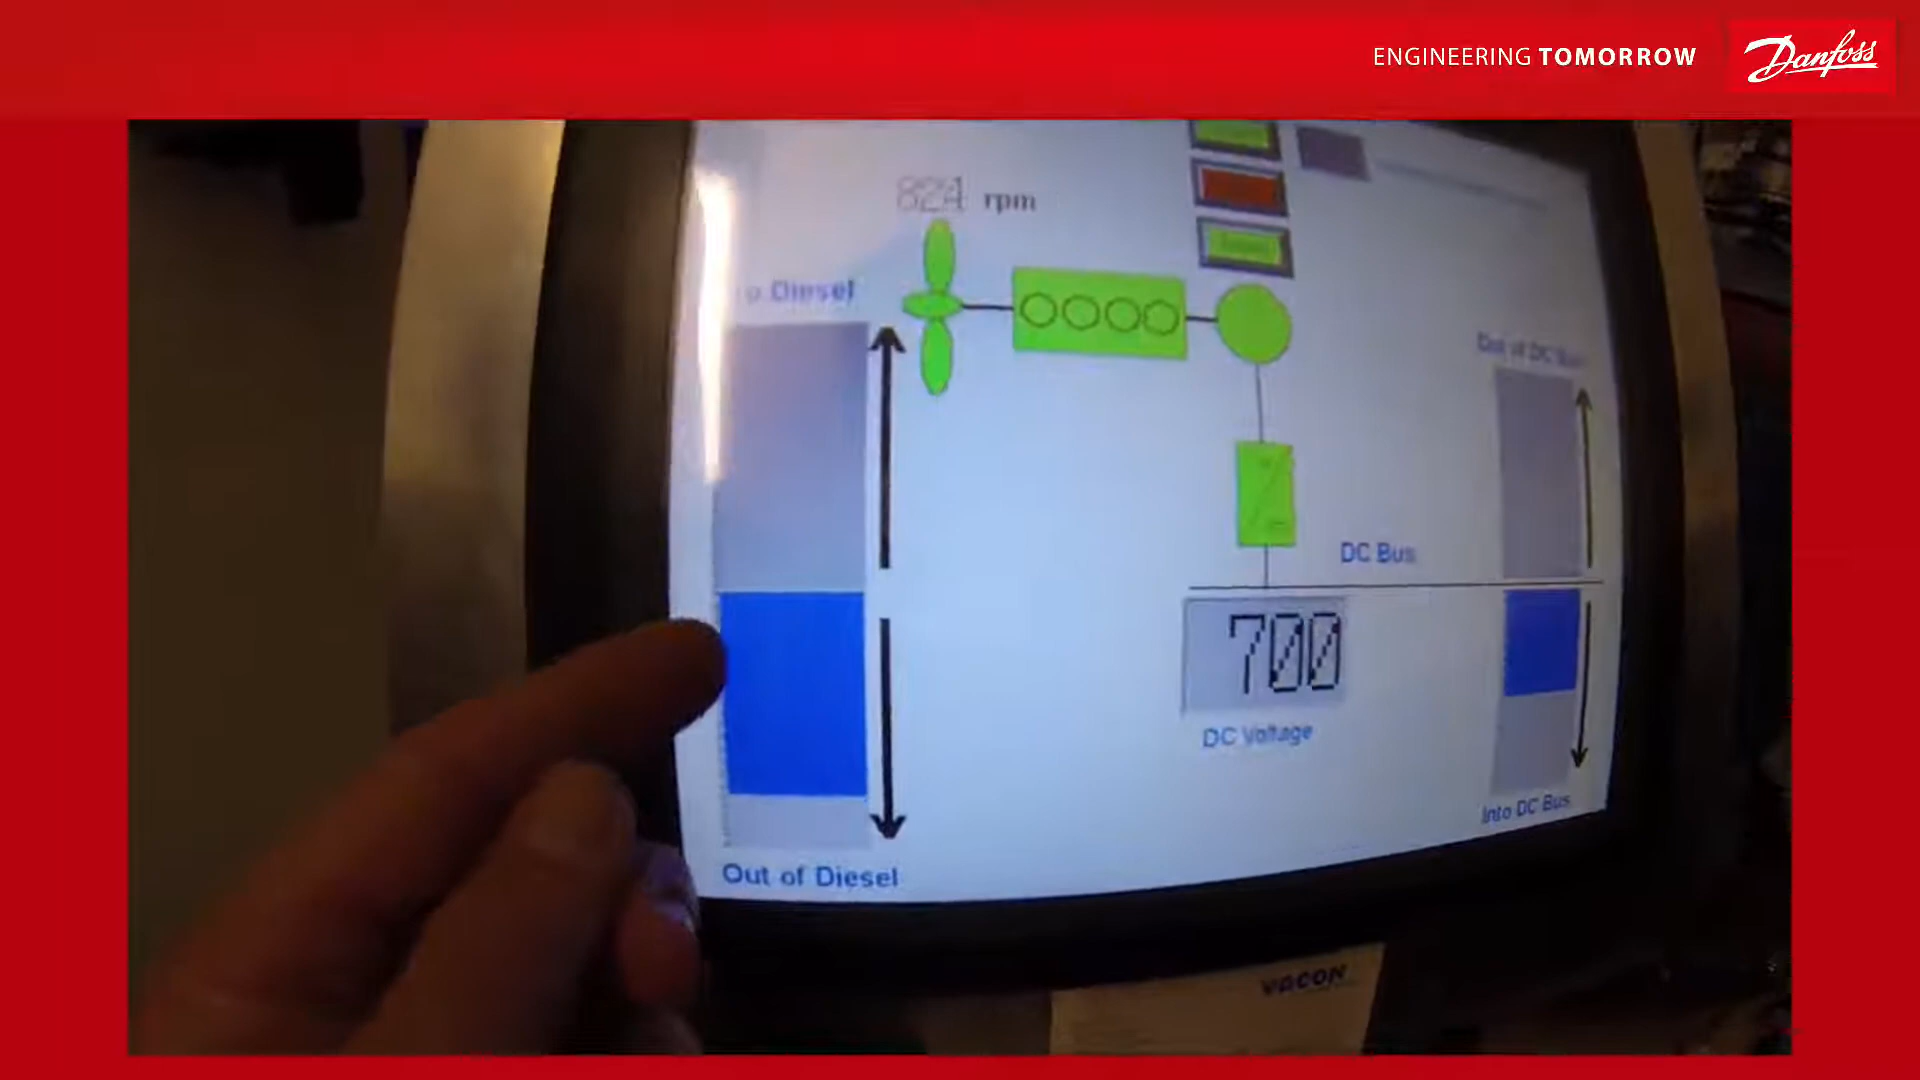 ENGINEERING TOMORROW
Danfoss
824 rpm
Diesel
Out of DC Bus
DC Bus
700
DC Voltage
Into DC Bus
Out of Diesel
VACON